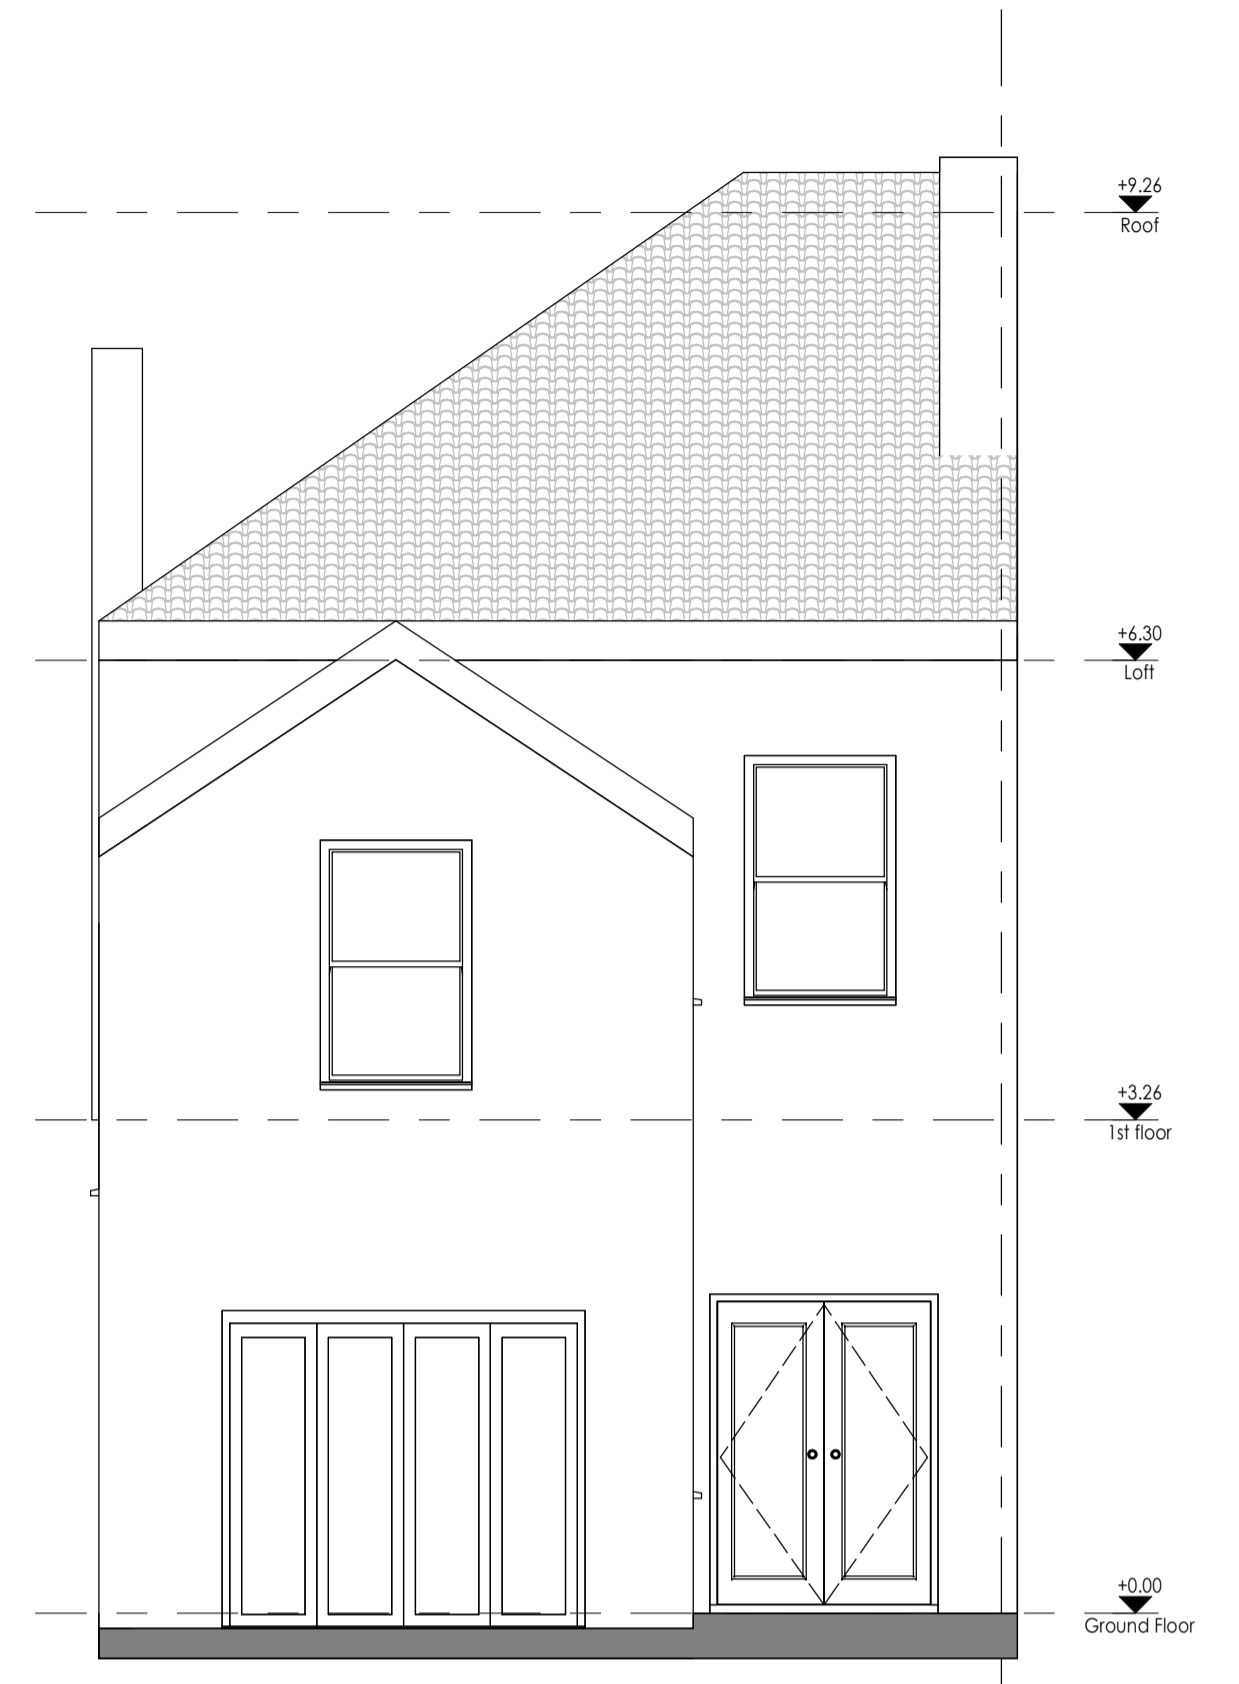 +9.26
Roof
+6.30
Loft
+3.26
1st floor
+0.00
Ground Floor